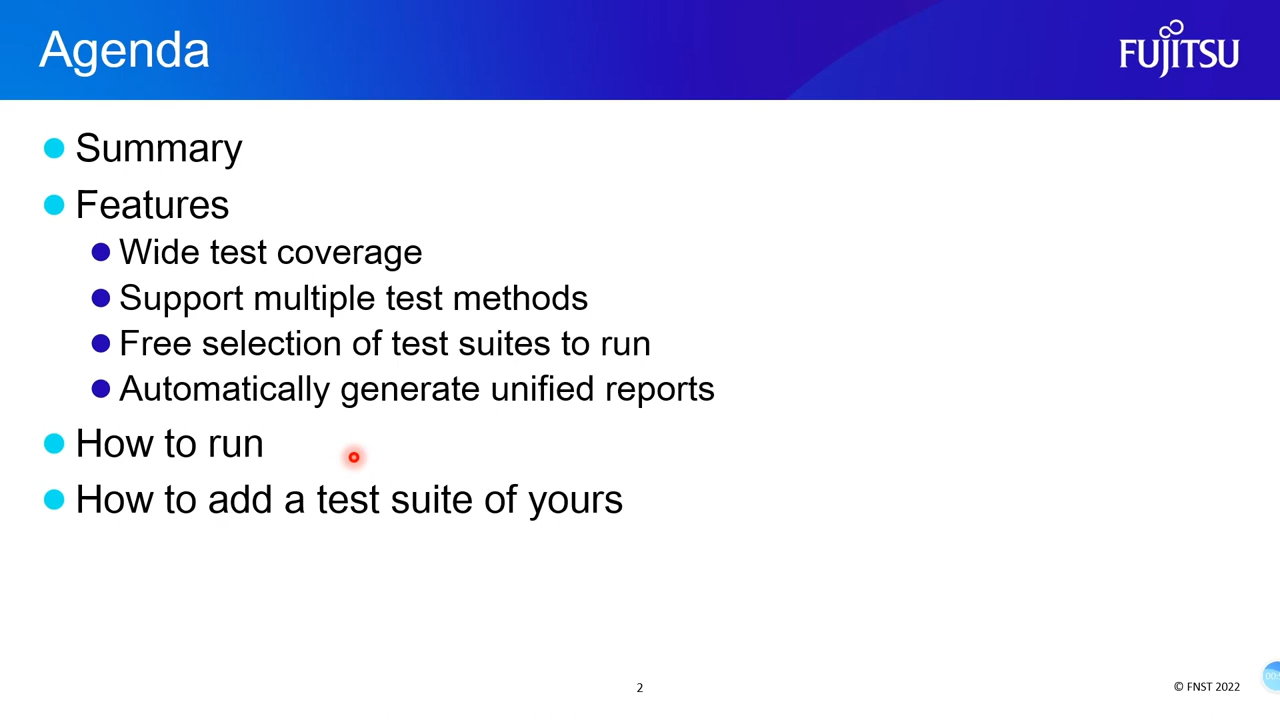 Agenda
FUJITSU
Summary
Features
Wide test coverage
Support multiple test methods
Free selection of test suites to run
Automatically generate unified reports
How to run
How to add a test suite of yours
2
© FNST 2022